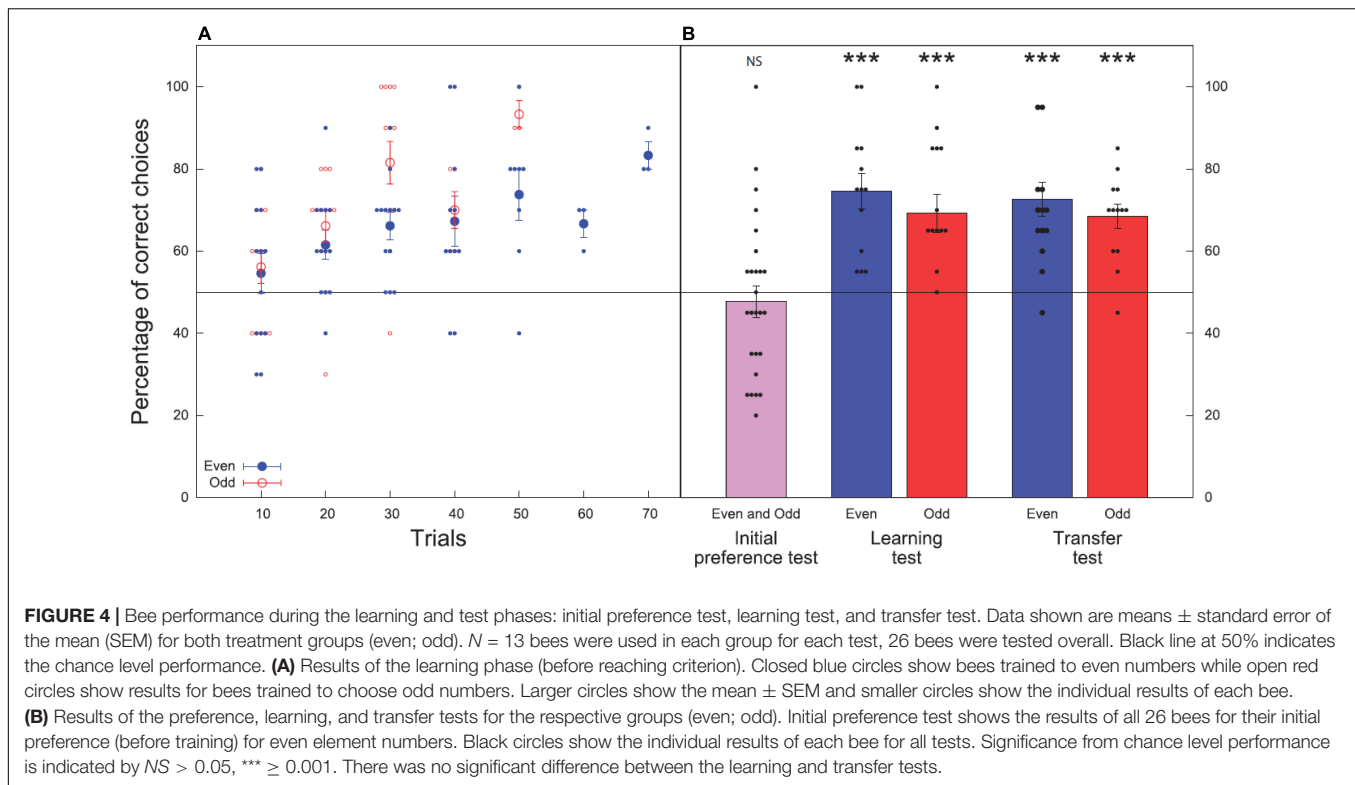 A
B
NS
***
***
***
***
100
80
60
40
20
0
Percentage of correct choices
Even
Odd
10
20
30
40
50
60
70
Trials
100
80
60
40
20
0
Even and Odd
Even
Odd
Even
Odd
Initial
preference test
Learning
test
Transfer
test
FIGURE 4 | Bee performance during the learning and test phases: initial preference test, learning test, and transfer test. Data shown are means ± standard error of
the mean (SEM) for both treatment groups (even; odd). N = 13 bees were used in each group for each test, 26 bees were tested overall. Black line at 50% indicates
the chance level performance. (A) Results of the learning phase (before reaching criterion). Closed blue circles show bees trained to even numbers while open red
circles show results for bees trained to choose odd numbers. Larger circles show the mean ± SEM and smaller circles show the individual results of each bee.
(B) Results of the preference, learning, and transfer tests for the respective groups (even; odd). Initial preference test shows the results of all 26 bees for their initial
preference (before training) for even element numbers. Black circles show the individual results of each bee for all tests. Significance from chance level performance
is indicated by NS > 0.05, *** ≥ 0.001. There was no significant difference between the learning and transfer tests.